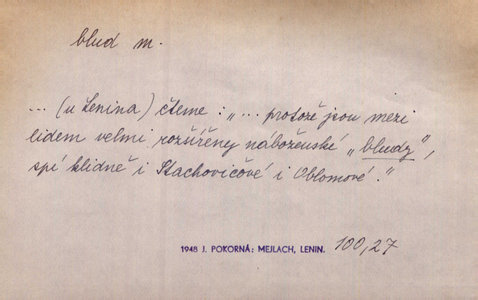 blud m.
... (u Lenina) čteme: „... protože jsou mezi
lidem velmi rozšířeny náboženské „bludy",
spí klidně i Stachovičové i Oblomové."
1948 J. POKORNÁ: MEJLACH, LENIN. 100,27